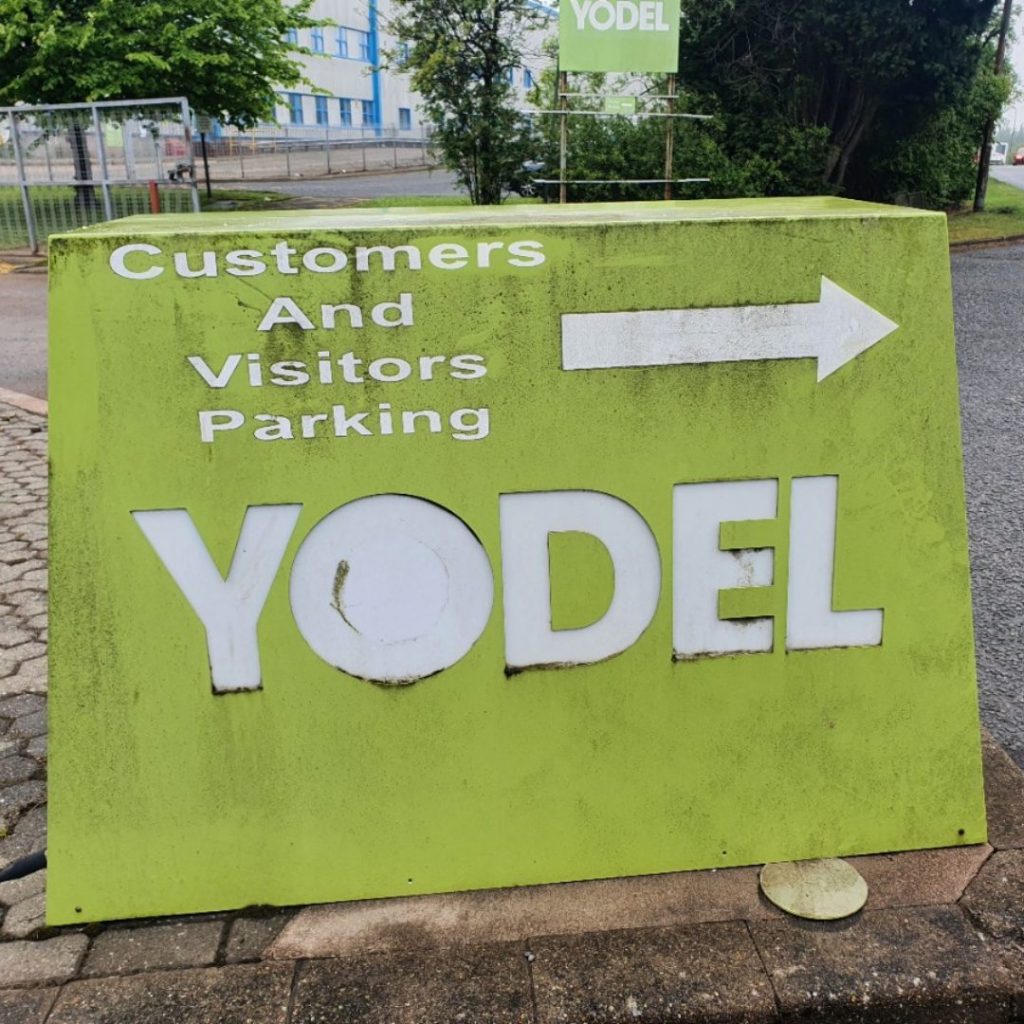 YODEL
Customers
And
Visitors
Parking
YODEL